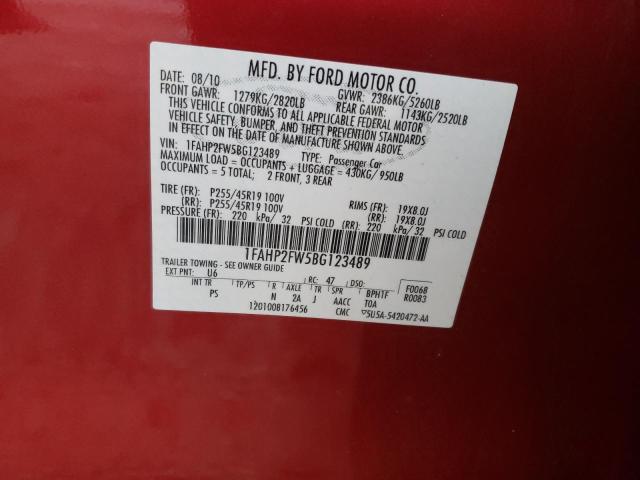 MFD. BY FORD MOTOR CO.
DATE: 08/10 GVWR: 2386KG/5260LB
FRONT GAWR: 1279KG/2820LB REAR GAWR: 1143KG/2520LB
THIS VEHICLE CONFORMS TO ALL APPLICABLE FEDERAL MOTOR
VEHICLE SAFETY, BUMPER, AND THEFT PREVENTION STANDARDS
IN EFFECT ON THE DATE OF MANUFACTURE SHOWN ABOVE.
VIN: 1FAHP2FW5BG123489 TYPE: Passenger Car
MAXIMUM LOAD = OCCUPANTS + LUGGAGE = 430KG/ 950LB
OCCUPANTS = 5 TOTAL; 2 FRONT, 3 REAR
TIRE (FR): P255/45R19 100V RIMS (FR): 19X8.0J
(RR): P255/45R19 100V (RR): 19X8.0J
PRESSURE (FR): 220 kPa/ 32 PSI COLD (RR): 220 kPa/ 32 PSI COLD
1FAHP2FW5BG123489
TRAILER TOWING - SEE OWNER GUIDE
EXT PNT: U6 RC: 47 DSO: F0068
INT TR TP/PS R AXLE TR SPR BPHTF R0083
PS N 2A J AACC TOA
1201008176456 CMC 5U5A-5420472-AA